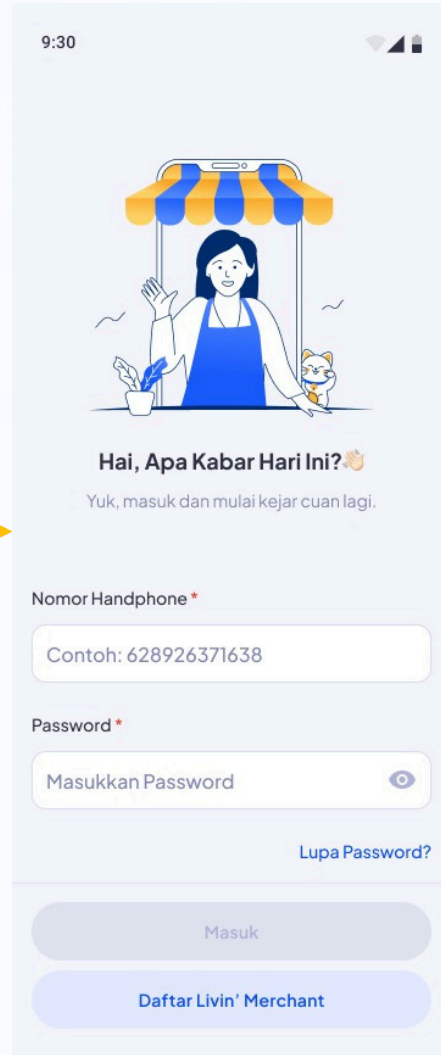 9:30
Hai, Apa Kabar Hari Ini?👋🏻
Yuk, masuk dan mulai kejar cuan lagi.
Nomor Handphone *
Contoh: 628926371638
Password *
Masukkan Password
Lupa Password?
Masuk
Daftar Livin’ Merchant